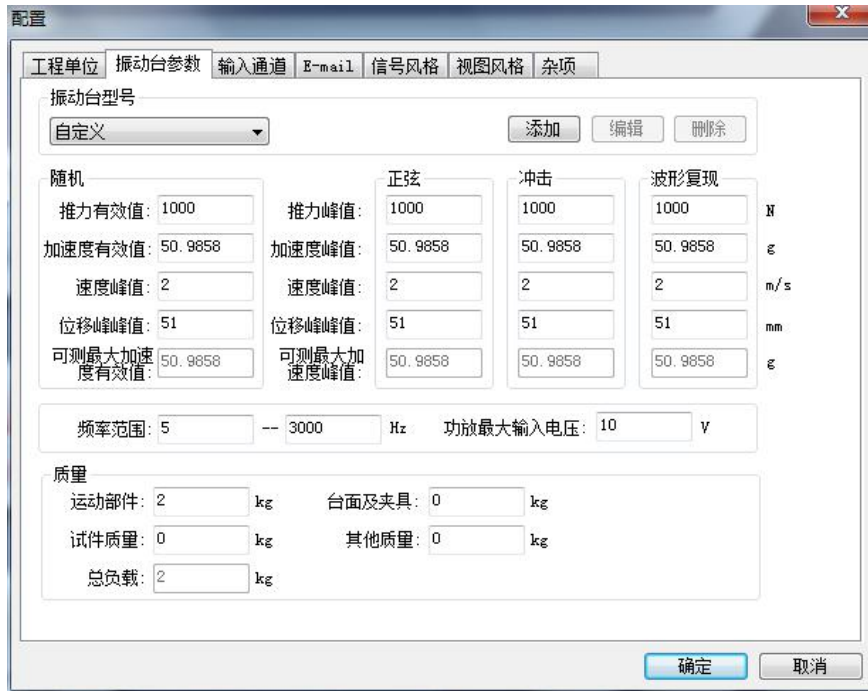 配置
工程单位 振动台参数 输入通道 E-mail 信号风格 视图风格 杂项
振动台型号
自定义 添加 编辑 删除
随机 正弦 冲击 波形复现
推力有效值: 1000 推力峰值: 1000 1000 1000 N
加速度有效值: 50.9858 加速度峰值: 50.9858 50.9858 50.9858 g
速度峰值: 2 速度峰值: 2 2 2 m/s
位移峰峰值: 51 位移峰峰值: 51 51 51 mm
可测最大加速度有效值: 50.9858 可测最大加速度峰值: 50.9858 50.9858 50.9858 g
频率范围: 5 -- 3000 Hz 功放最大输入电压: 10 V
质量
运动部件: 2 kg 台面及夹具: 0 kg
试件质量: 0 kg 其他质量: 0 kg
总负载: 2 kg
确定 取消